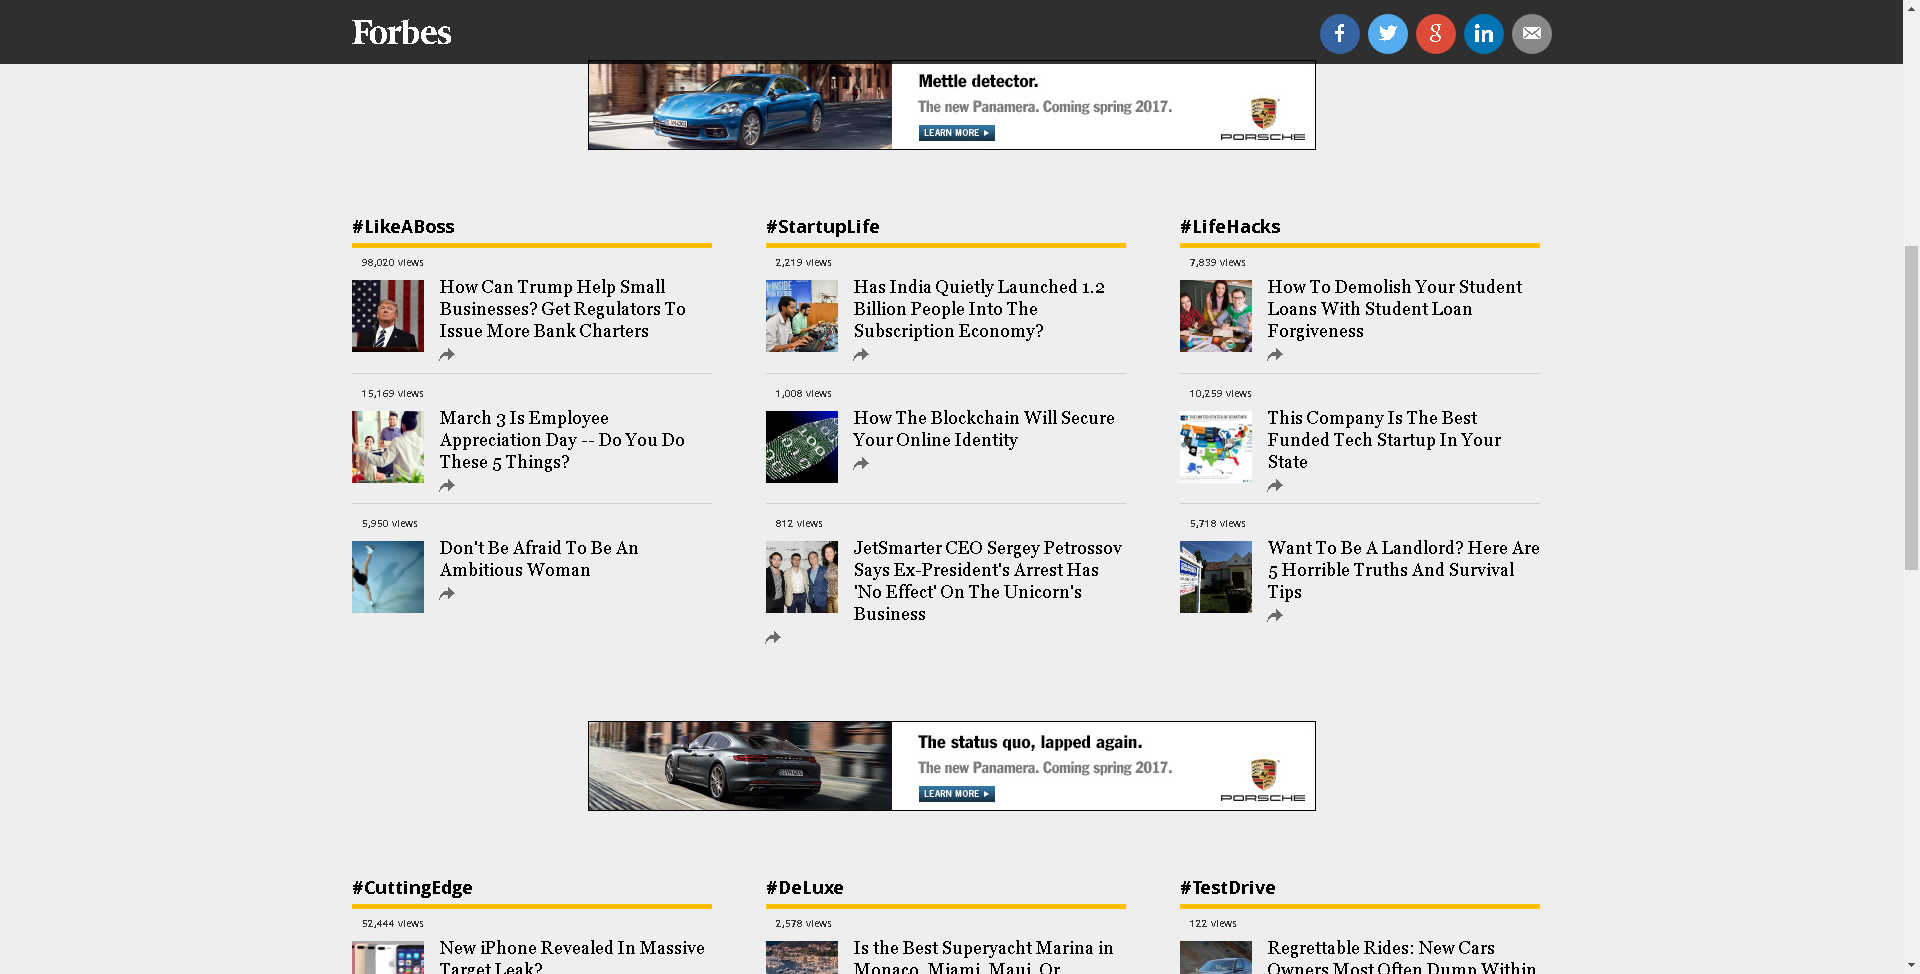 Forbes
Mettle detector.
The new Panamera. Coming spring 2017.
LEARN MORE
PORSCHE
#LikeABoss
98,020 views
How Can Trump Help Small
Businesses? Get Regulators To
Issue More Bank Charters
15,169 views
March 3 Is Employee
Appreciation Day -- Do You Do
These 5 Things?
5,950 views
Don't Be Afraid To Be An
Ambitious Woman
#StartupLife
2,219 views
Has India Quietly Launched 1.2
Billion People Into The
Subscription Economy?
1,008 views
How The Blockchain Will Secure
Your Online Identity
812 views
JetSmarter CEO Sergey Petrossov
Says Ex-President's Arrest Has
'No Effect' On The Unicorn's
Business
#LifeHacks
7,839 views
How To Demolish Your Student
Loans With Student Loan
Forgiveness
10,259 views
This Company Is The Best
Funded Tech Startup In Your
State
5,718 views
Want To Be A Landlord? Here Are
5 Horrible Truths And Survival
Tips
The status quo, lapped again.
The new Panamera. Coming spring 2017.
LEARN MORE
PORSCHE
#CuttingEdge
52,444 views
New iPhone Revealed In Massive
Target Leak?
#DeLuxe
2,578 views
Is the Best Superyacht Marina in
Monaco, Miami, Maui, Or
#TestDrive
122 views
Regrettable Rides: New Cars
Owners Most Often Dump Within